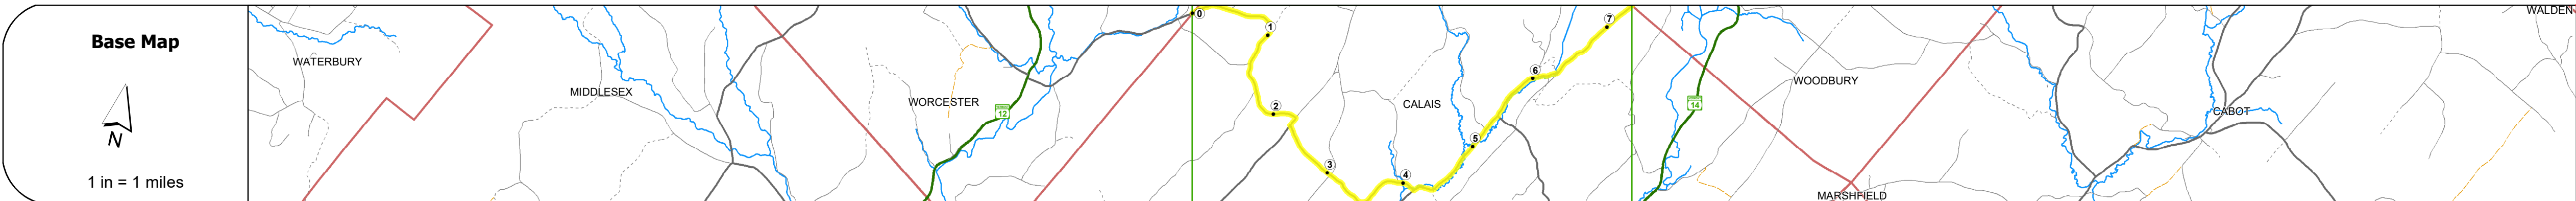 Base Map
N
1 in = 1 miles
WATERBURY
MIDDLESEX
WORCESTER
12
0
1
2
3
4
5
6
7
CALAIS
14
WOODBURY
MARSHFIELD
CABOT
WALDEN